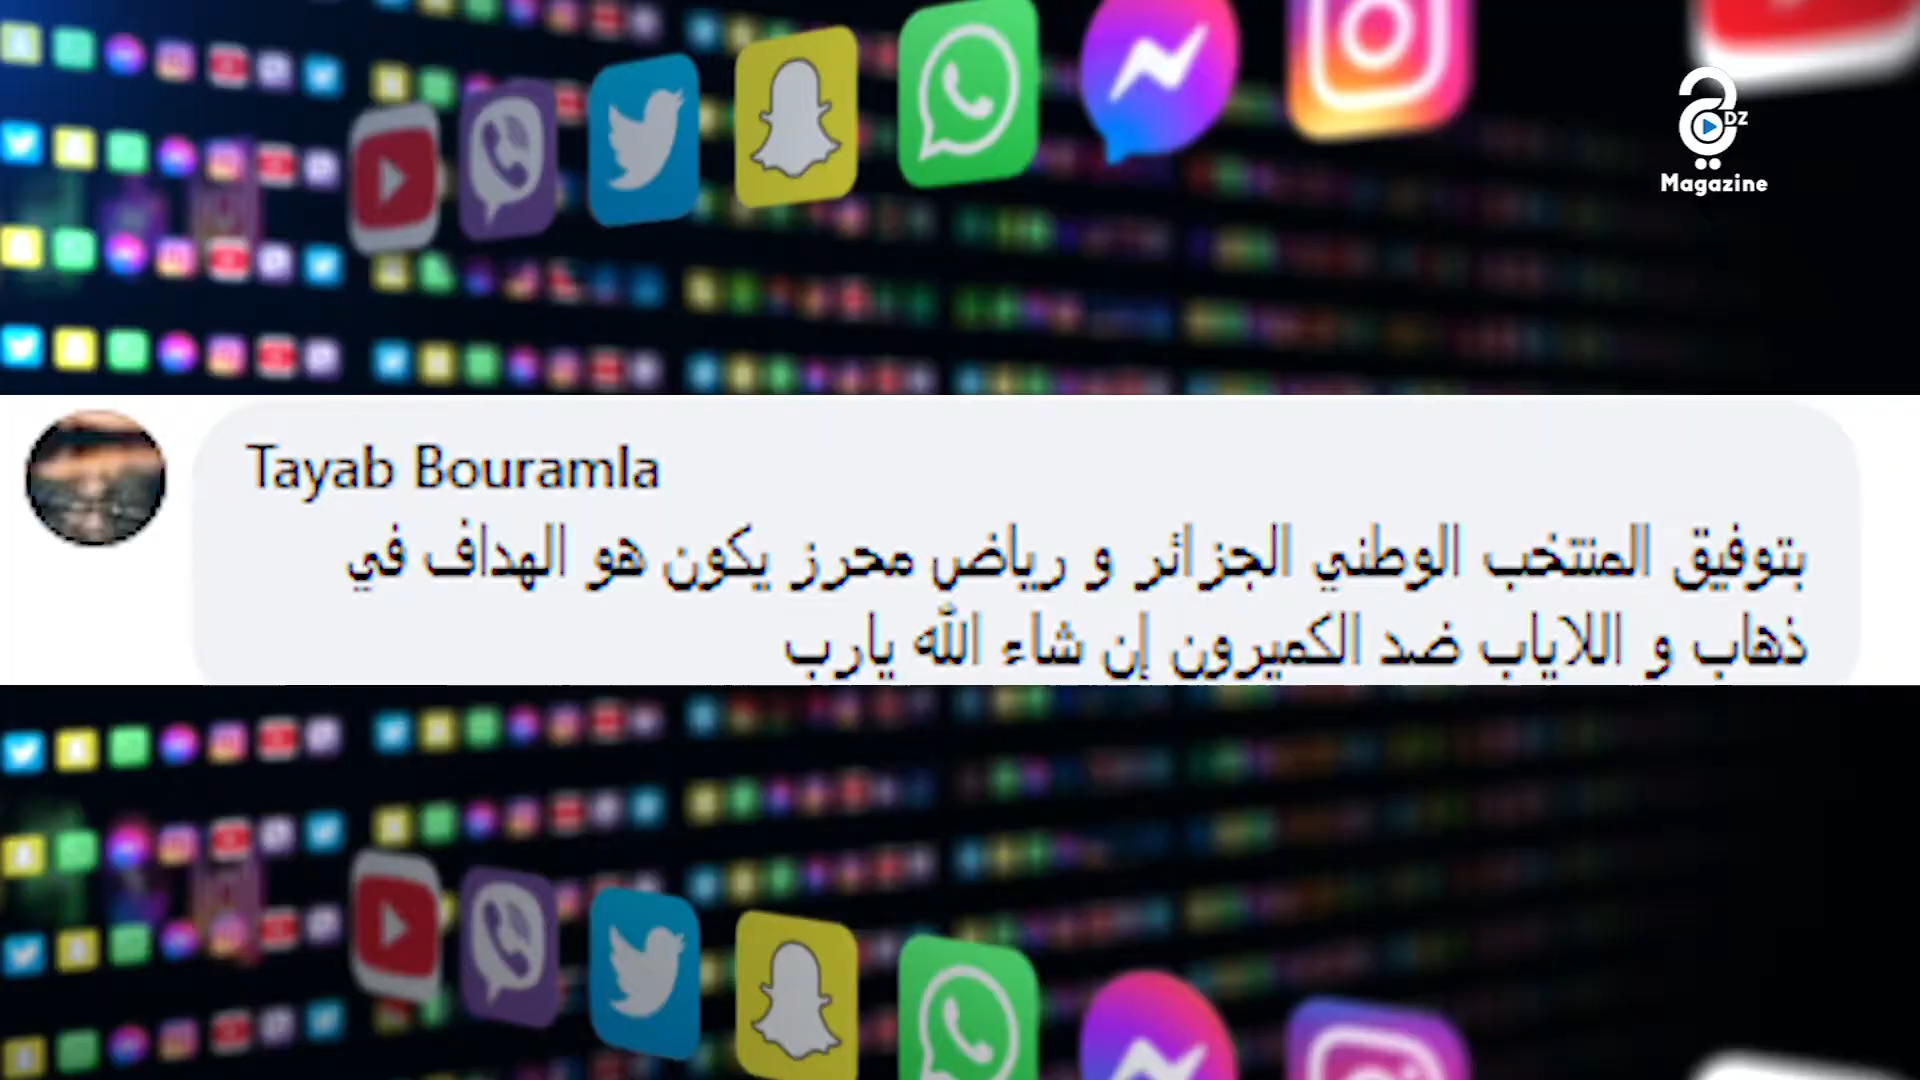 DZ
Magazine
Tayab Bouramla
بتوفيق المنتخب الوطني الجزائر و رياض محرز يكون هو الهداف في
ذهاب و اللاياب ضد الكميرون إن شاء الله يارب